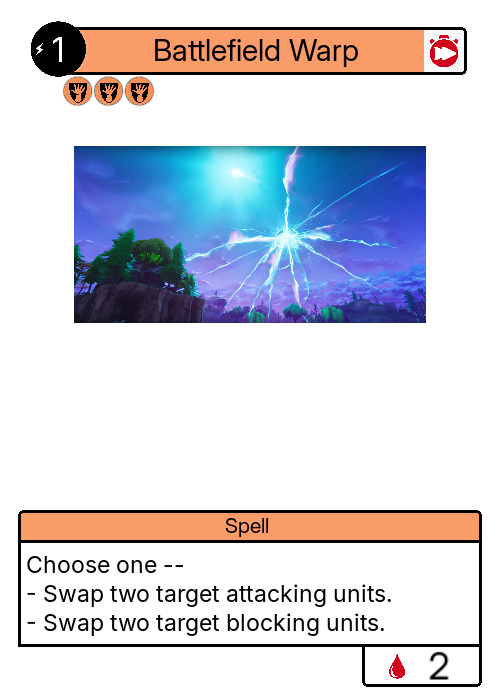 1
Battlefield Warp
Spell
Choose one --
- Swap two target attacking units.
- Swap two target blocking units.
2